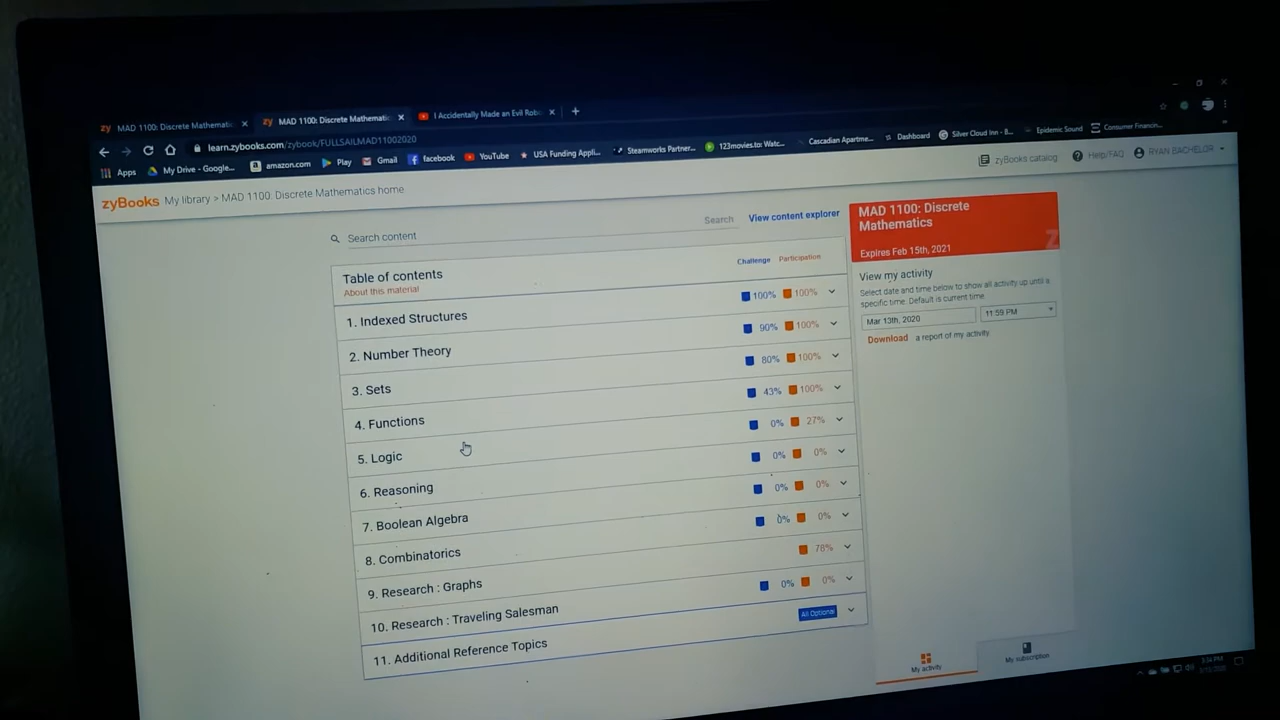 MAD 1100: Discrete Mathemati
MAD 1100: Discrete Mathematic
I Accidentally Made an Evil Rob
learn.zybooks.com/zybook/FULLSAILMAD11002020
Apps My Drive - Google... amazon.com Play Gmail facebook YouTube USA Funding Appli... Steamworks Partner... 123movies.to: Watc... Cascadian Apartme... Dashboard Silver Cloud Inn - B... Epidemic Sound Consumer Financin...
zyBooks My library > MAD 1100: Discrete Mathematics home
zyBooks catalog Help/FAQ RYAN BACHELOR
Search content Search View content explorer
Table of contents Challenge Participation
About this material
1. Indexed Structures 100% 100%
2. Number Theory 90% 100%
3. Sets 80% 100%
4. Functions 43% 100%
5. Logic 0% 27%
6. Reasoning 0% 0%
7. Boolean Algebra 0% 0%
8. Combinatorics 0% 0%
9. Research : Graphs 78%
10. Research : Traveling Salesman 0% 0%
11. Additional Reference Topics All Optional
MAD 1100: Discrete
Mathematics
Expires Feb 15th, 2021
View my activity
Select date and time below to show all activity up until a
specific time. Default is current time.
Mar 13th, 2020 11:59 PM
Download a report of my activity.
My activity
My subscription
3:34 PM